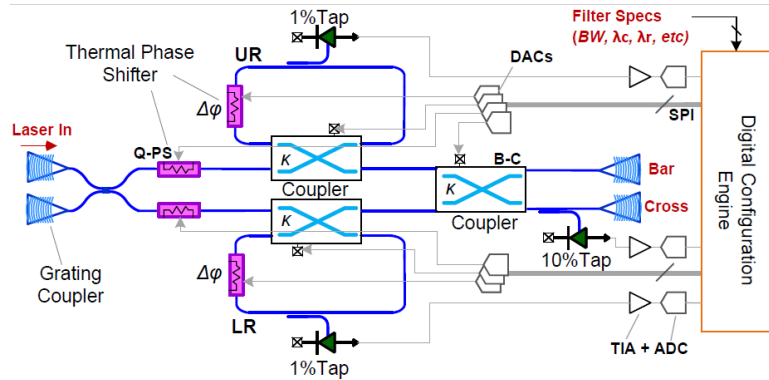 1%Tap
Filter Specs
(BW, λc, λr, etc)
Thermal Phase
Shifter
UR
DACs
Δφ
SPI
Laser In
Q-PS
κ
Coupler
B-C
Bar
κ
κ
Coupler
Cross
Digital Configuration
Engine
Grating
Coupler
Δφ
10%Tap
LR
TIA + ADC
1%Tap